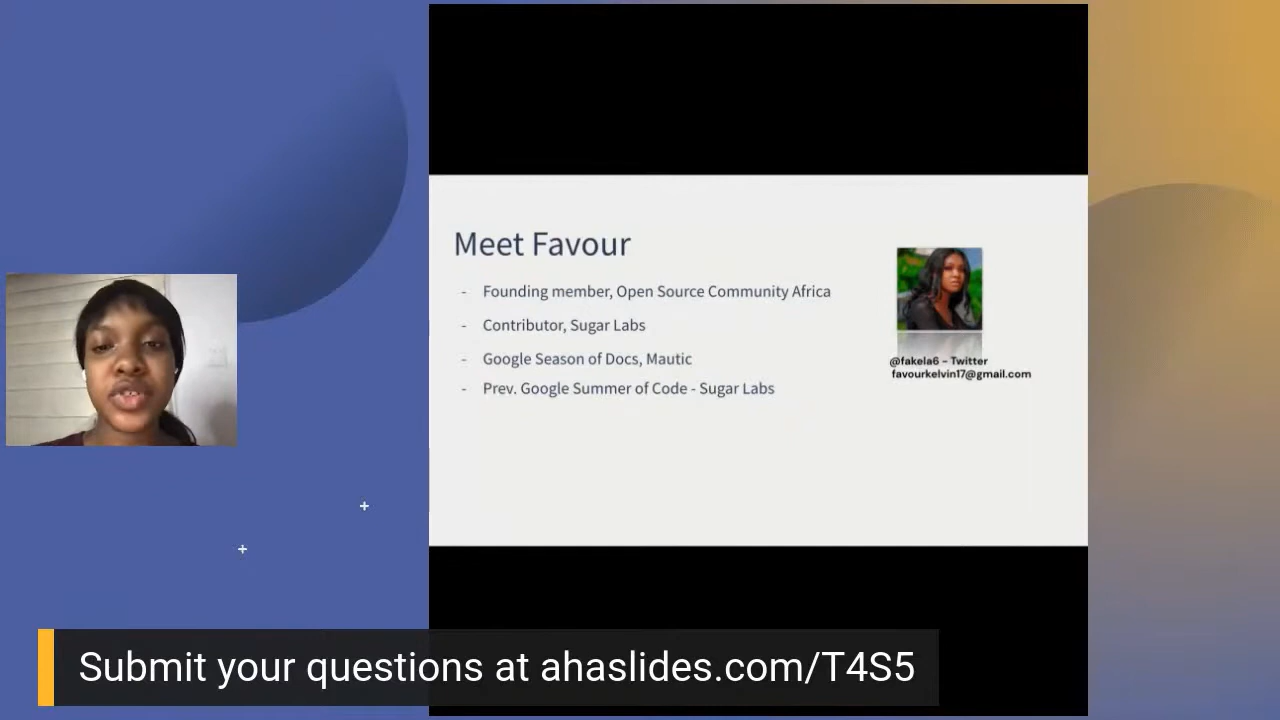 Meet Favour
- Founding member, Open Source Community Africa
- Contributor, Sugar Labs
- Google Season of Docs, Mautic
- Prev. Google Summer of Code - Sugar Labs
@fakela6 - Twitter
favourkelvin17@gmail.com
Submit your questions at ahaslides.com/T4S5